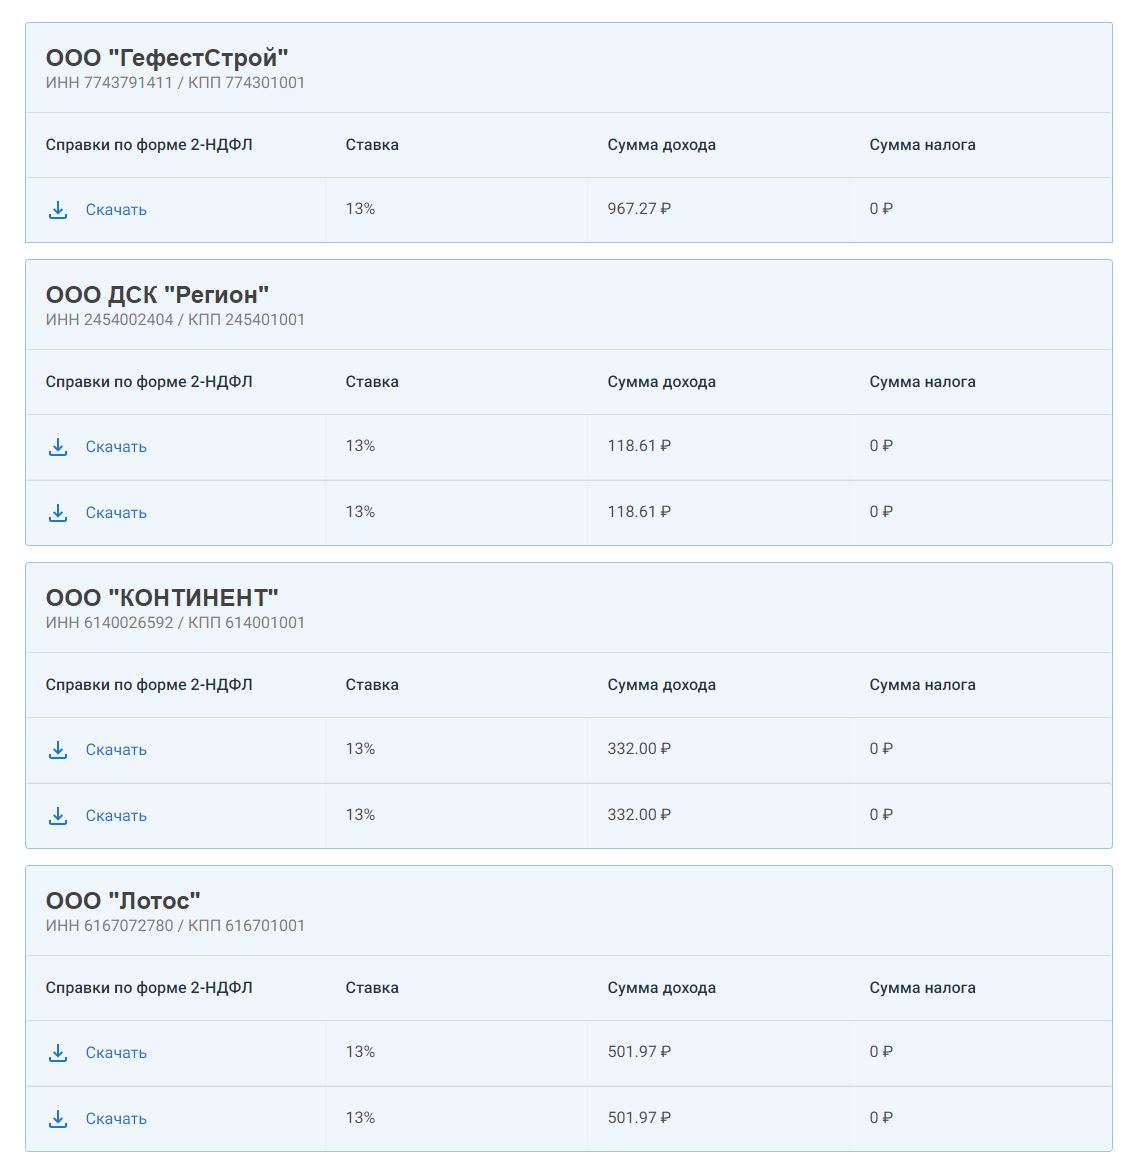 ООО "ГефестСтрой"
ИНН 7743791411 / КПП 774301001
Справки по форме 2-НДФЛ Ставка Сумма дохода Сумма налога
Скачать 13% 967.27 ₽ 0 ₽
ООО ДСК "Регион"
ИНН 2454002404 / КПП 245401001
Справки по форме 2-НДФЛ Ставка Сумма дохода Сумма налога
Скачать 13% 118.61 ₽ 0 ₽
Скачать 13% 118.61 ₽ 0 ₽
ООО "КОНТИНЕНТ"
ИНН 6140026592 / КПП 614001001
Справки по форме 2-НДФЛ Ставка Сумма дохода Сумма налога
Скачать 13% 332.00 ₽ 0 ₽
Скачать 13% 332.00 ₽ 0 ₽
ООО "Лотос"
ИНН 6167072780 / КПП 616701001
Справки по форме 2-НДФЛ Ставка Сумма дохода Сумма налога
Скачать 13% 501.97 ₽ 0 ₽
Скачать 13% 501.97 ₽ 0 ₽